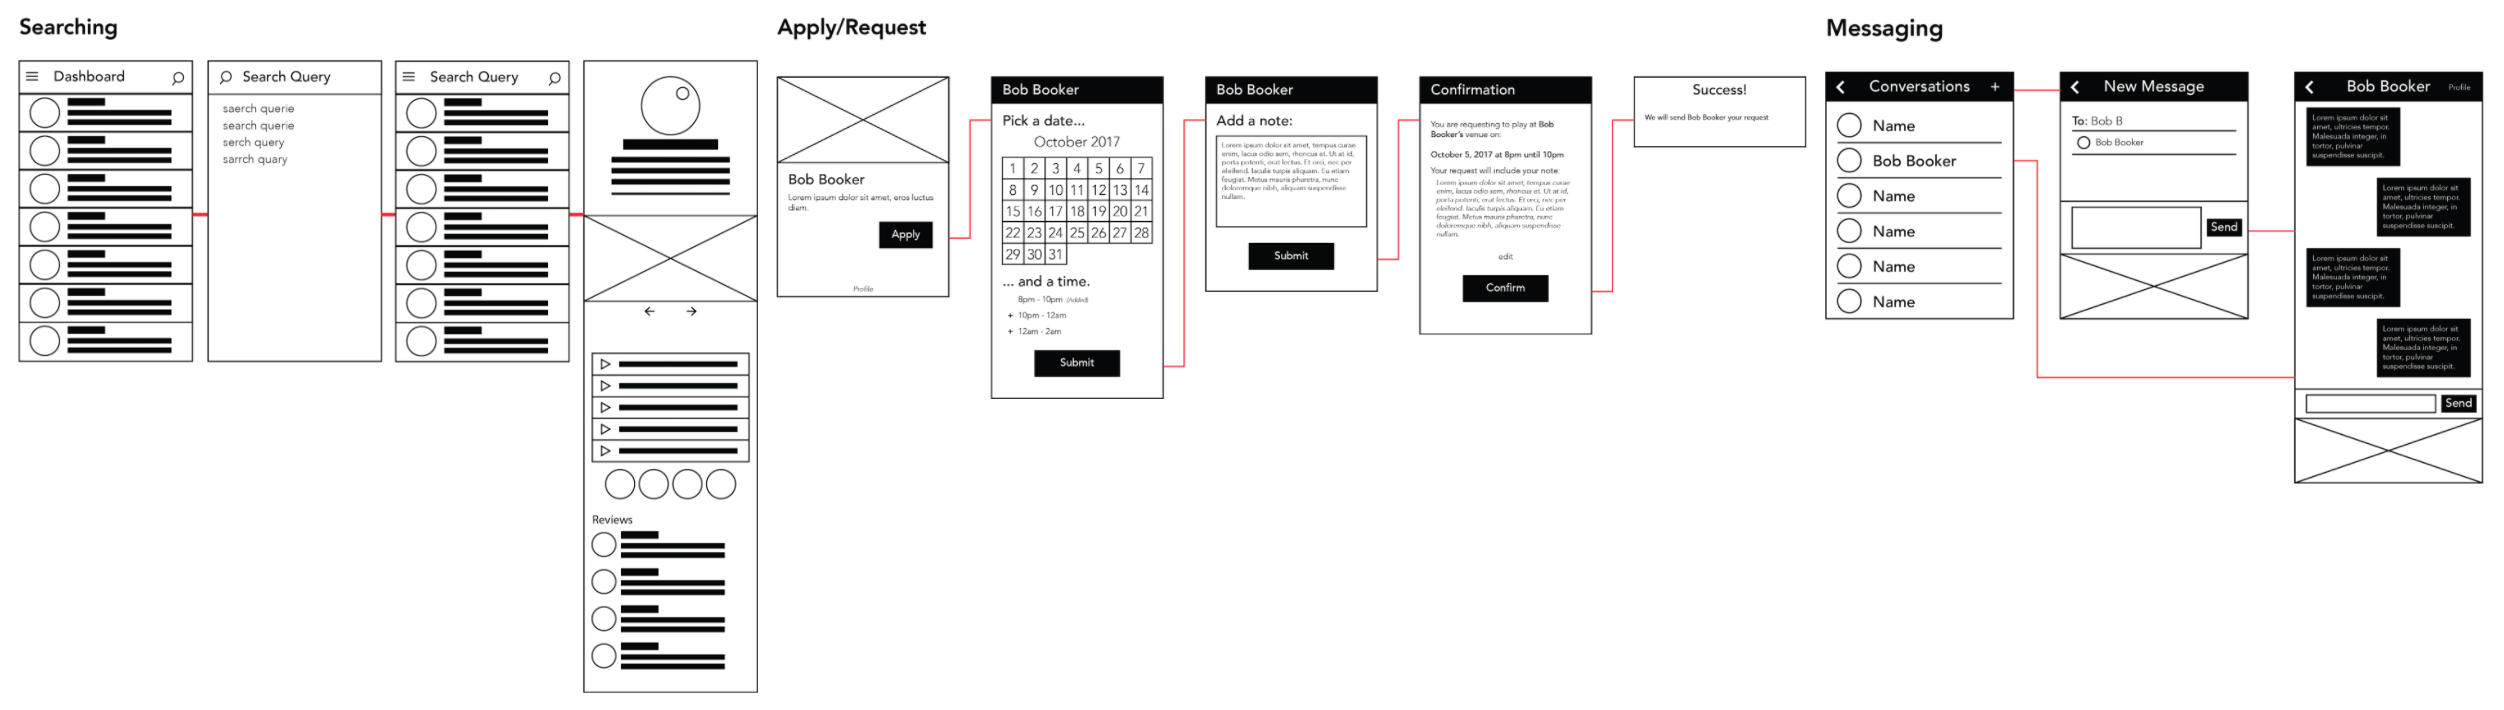 Searching
Dashboard
Search Query
saerch querie
search querie
serch query
sarrch quary
Search Query
Reviews
Apply/Request
Bob Booker
Lorem ipsum dolor sit amet, eros luctus
diam.
Apply
Profile
Bob Booker
Pick a date...
October 2017
1 2 3 4 5 6 7
8 9 10 11 12 13 14
15 16 17 18 19 20 21
22 23 24 25 26 27 28
29 30 31
... and a time.
8pm - 10pm (Added)
+ 10pm - 12am
+ 12am - 2am
Submit
Bob Booker
Add a note:
Lorem ipsum dolor sit amet, tempus curae
enim, lacus odio sem, rhoncus et. Ut at id,
porta potenti, erat lectus. Et orci, nec per
eleifend. Iaculis turpis aliquam. Eu etiam
feugiat. Metus mauris pharetra, nunc
doloremque nibh, aliquam suspendisse
nullam.
Submit
Confirmation
You are requesting to play at Bob
Booker's venue on:
October 5, 2017 at 8pm until 10pm
Your request will include your note:
Lorem ipsum dolor sit amet, tempus curae
enim, lacus odio sem, rhoncus et. Ut at id,
porta potenti, erat lectus. Et orci, nec per
eleifend. Iaculis turpis aliquam. Eu etiam
feugiat. Metus mauris pharetra, nunc
doloremque nibh, aliquam suspendisse
nullam.
edit
Confirm
Success!
We will send Bob Booker your request
Messaging
Conversations +
Name
Bob Booker
Name
Name
Name
Name
New Message
To: Bob B
Bob Booker
Send
Bob Booker Profile
Lorem ipsum dolor sit
amet, ultricies tempor.
Malesuada integer, in
tortor, pulvinar
suspendisse suscipit.
Lorem ipsum dolor sit
amet, ultricies tempor.
Malesuada integer, in
tortor, pulvinar
suspendisse suscipit.
Lorem ipsum dolor sit
amet, ultricies tempor.
Malesuada integer, in
tortor, pulvinar
suspendisse suscipit.
Lorem ipsum dolor sit
amet, ultricies tempor.
Malesuada integer, in
tortor, pulvinar
suspendisse suscipit.
Send